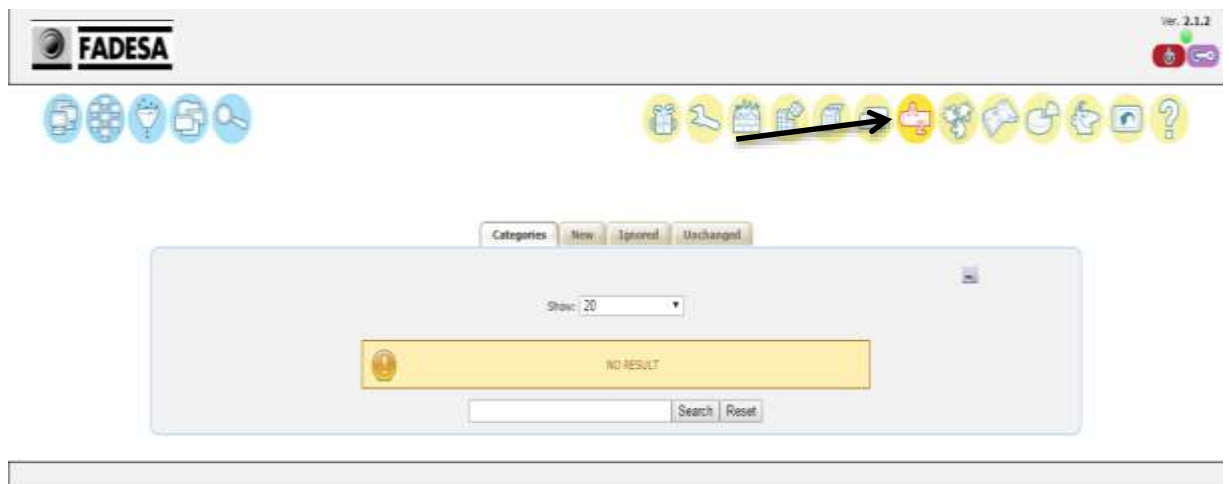 FADESA
Ver. 2.1.2
Categories New Ignored Unchanged
Show: 20
NO RESULT
Search Reset